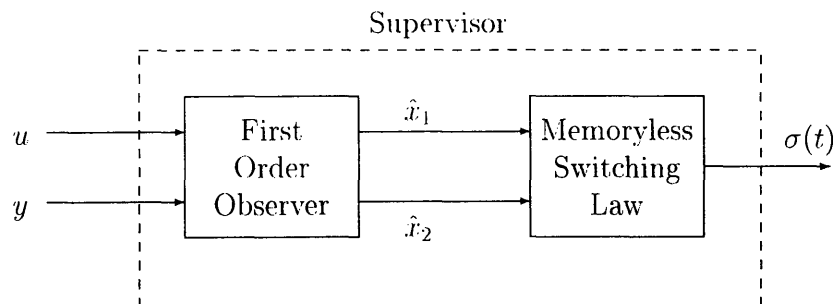 Supervisor
u
y
First
Order
Observer
x̂₁
x̂₂
Memoryless
Switching
Law
σ(t)